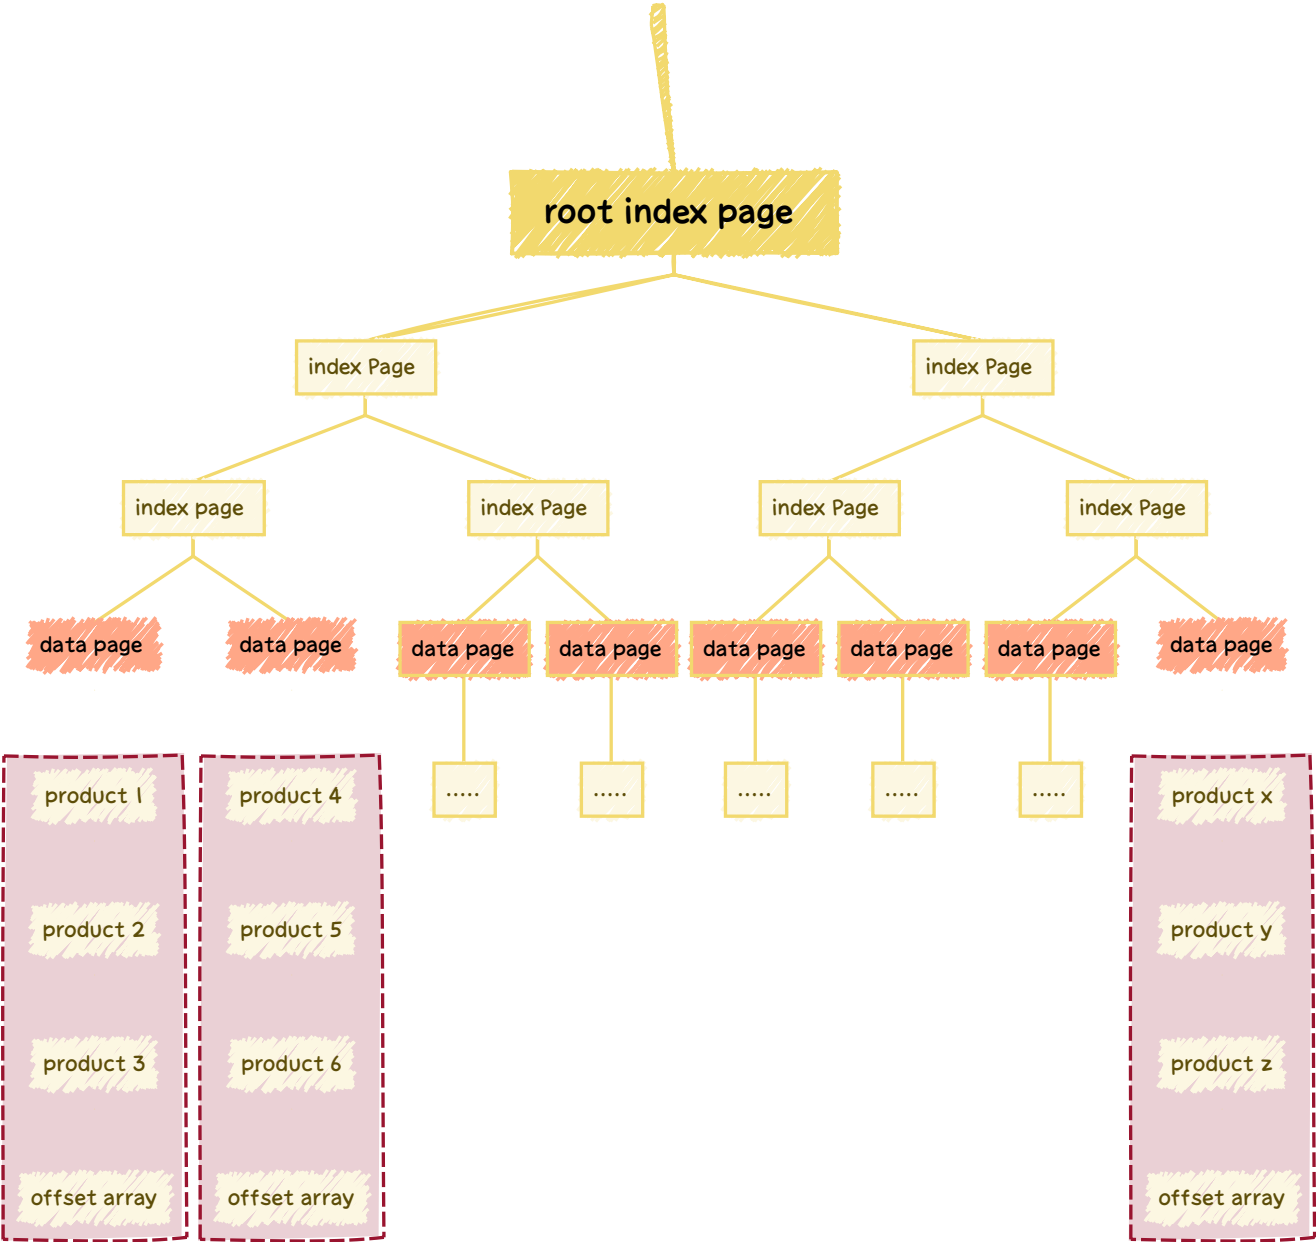 root index page
index Page
index Page
index page
index Page
index Page
index Page
data page
data page
data page
data page
data page
data page
data page
data page
product 1
product 4
.....
.....
.....
.....
.....
product x
product 2
product 5
product y
product 3
product 6
product z
offset array
offset array
offset array